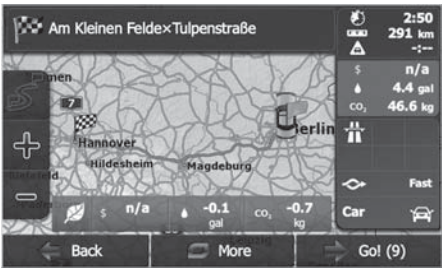 Am Kleinen Felde×Tulpenstraße
2:50
291 km
-:--
$ n/a
4.4 gal
CO₂ 46.6 kg
7
Hannover
Hildesheim
Magdeburg
erlin
Fast
$ n/a -0.1 gal CO₂ -0.7 kg
Car
Back More Go! (9)